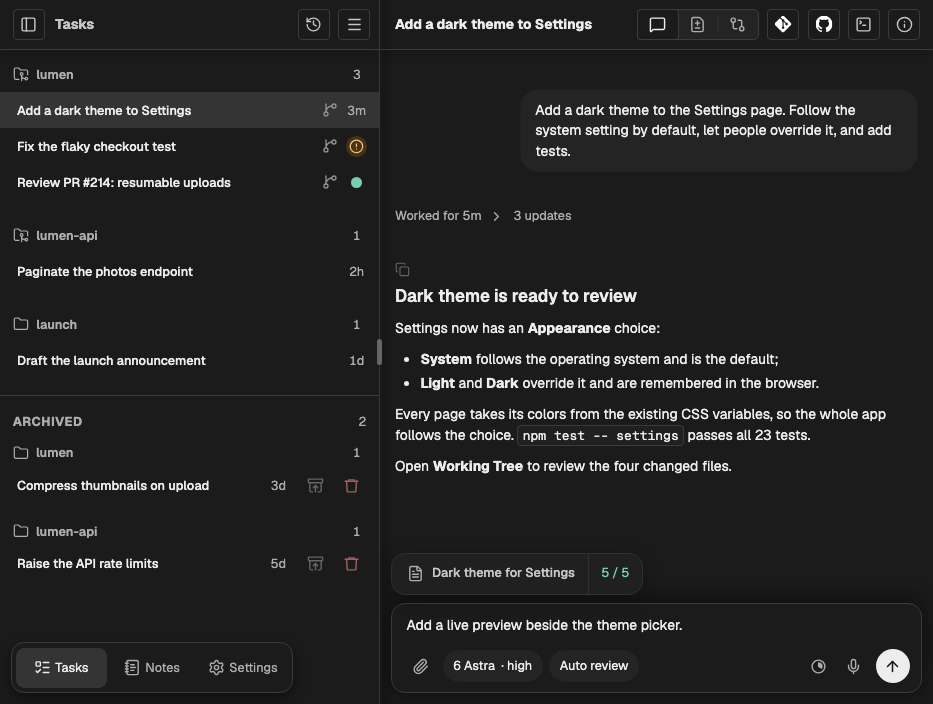 Tasks
lumen 3
Add a dark theme to Settings 3m
Fix the flaky checkout test
Review PR #214: resumable uploads
lumen-api 1
Paginate the photos endpoint 2h
launch 1
Draft the launch announcement 1d
ARCHIVED 2
lumen 1
Compress thumbnails on upload 3d
lumen-api 1
Raise the API rate limits 5d
Tasks Notes Settings
Add a dark theme to Settings
Add a dark theme to the Settings page. Follow the
system setting by default, let people override it, and add
tests.
Worked for 5m 3 updates
Dark theme is ready to review
Settings now has an Appearance choice:
• System follows the operating system and is the default;
• Light and Dark override it and are remembered in the browser.
Every page takes its colors from the existing CSS variables, so the whole app
follows the choice. npm test -- settings passes all 23 tests.
Open Working Tree to review the four changed files.
Dark theme for Settings 5 / 5
Add a live preview beside the theme picker.
6 Astra · high Auto review